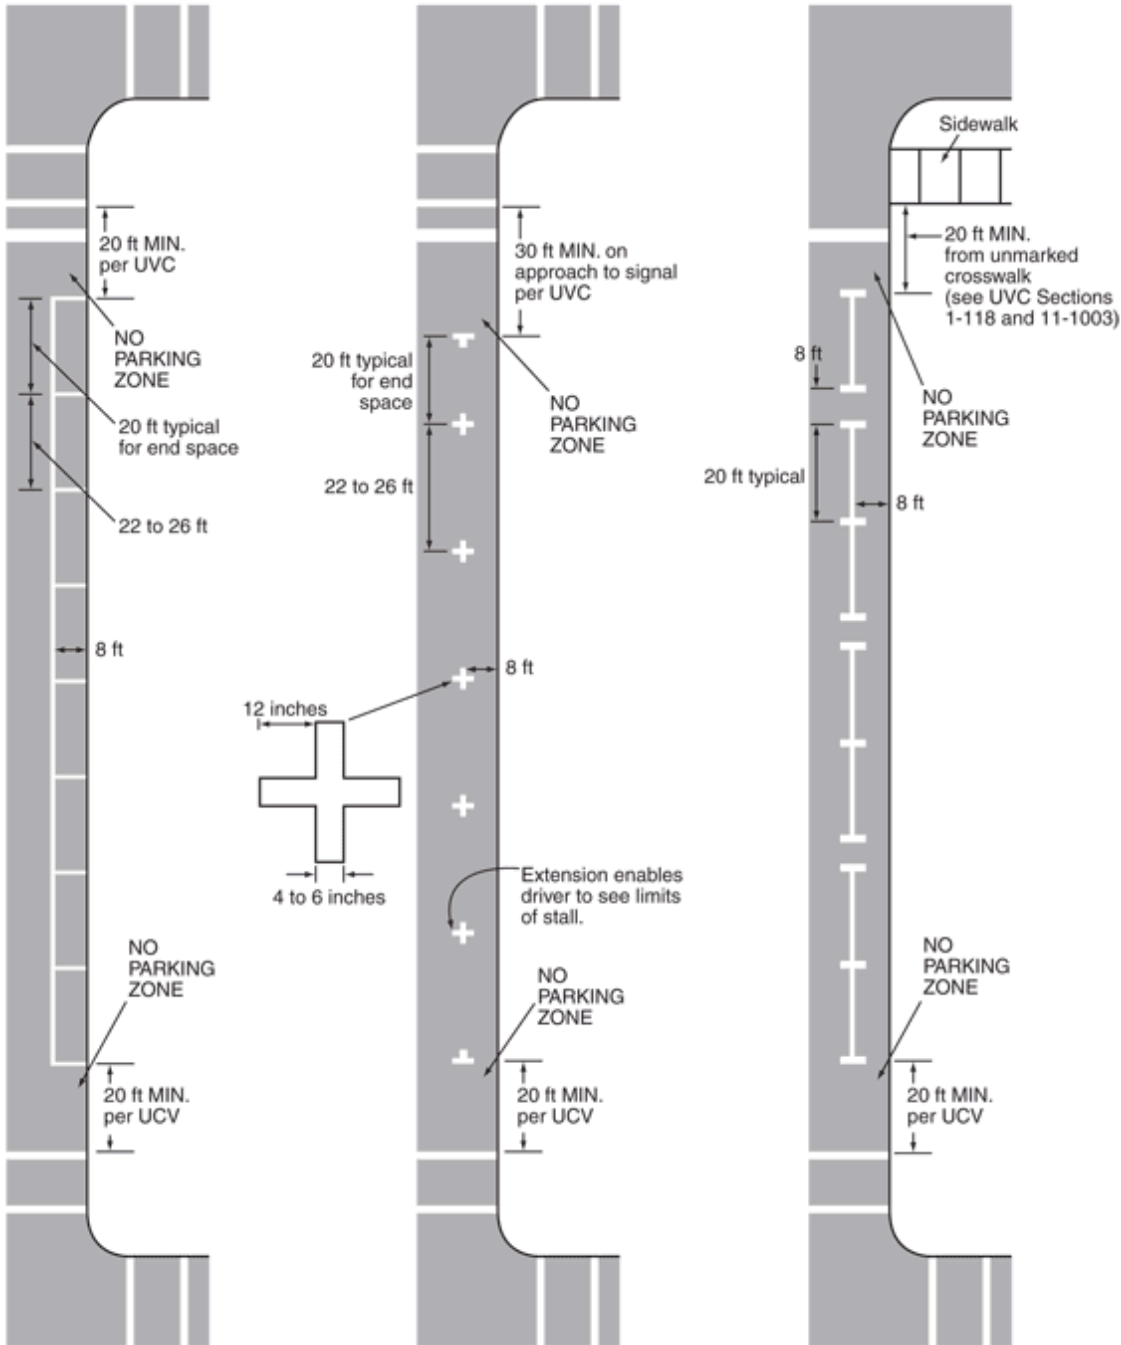 20 ft MIN.
per UVC
NO
PARKING
ZONE
20 ft typical
for end space
22 to 26 ft
8 ft
NO
PARKING
ZONE
20 ft MIN.
per UCV
30 ft MIN. on
approach to signal
per UVC
20 ft typical
for end
space
NO
PARKING
ZONE
22 to 26 ft
8 ft
12 inches
4 to 6 inches
Extension enables
driver to see limits
of stall.
NO
PARKING
ZONE
20 ft MIN.
per UCV
Sidewalk
20 ft MIN.
from unmarked
crosswalk
(see UVC Sections
1-118 and 11-1003)
8 ft
NO
PARKING
ZONE
20 ft typical
8 ft
NO
PARKING
ZONE
20 ft MIN.
per UCV